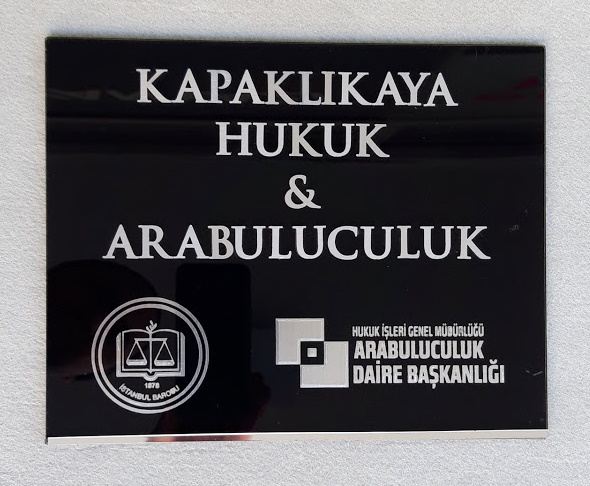 KAPAKLIKAYA
HUKUK
&
ARABULUCULUK
1878
İSTANBUL BAROSU
HUKUK İŞLERİ GENEL MÜDÜRLÜĞÜ
ARABULUCULUK
DAİRE BAŞKANLIĞI